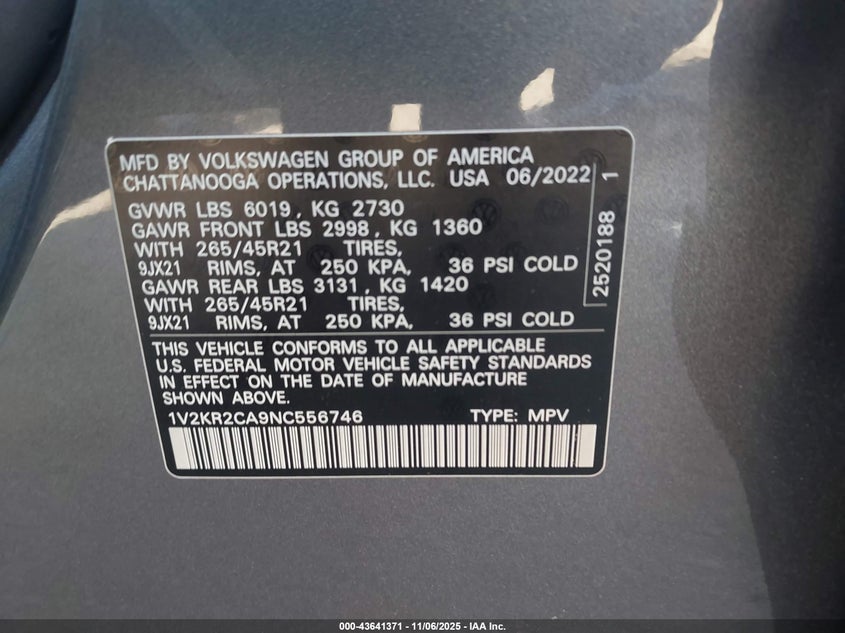 MFD BY VOLKSWAGEN GROUP OF AMERICA
CHATTANOOGA OPERATIONS, LLC. USA 06/2022
GVWR LBS 6019, KG 2730
GAWR FRONT LBS 2998, KG 1360
WITH 265/45R21 TIRES,
9JX21 RIMS, AT 250 KPA, 36 PSI COLD
GAWR REAR LBS 3131, KG 1420
WITH 265/45R21 TIRES,
9JX21 RIMS, AT 250 KPA, 36 PSI COLD
THIS VEHICLE CONFORMS TO ALL APPLICABLE
U.S. FEDERAL MOTOR VEHICLE SAFETY STANDARDS
IN EFFECT ON THE DATE OF MANUFACTURE
SHOWN ABOVE.
1V2KR2CA9NC556746 TYPE: MPV
2520188 1
000-43641371 - 11/06/2025 - IAA Inc.